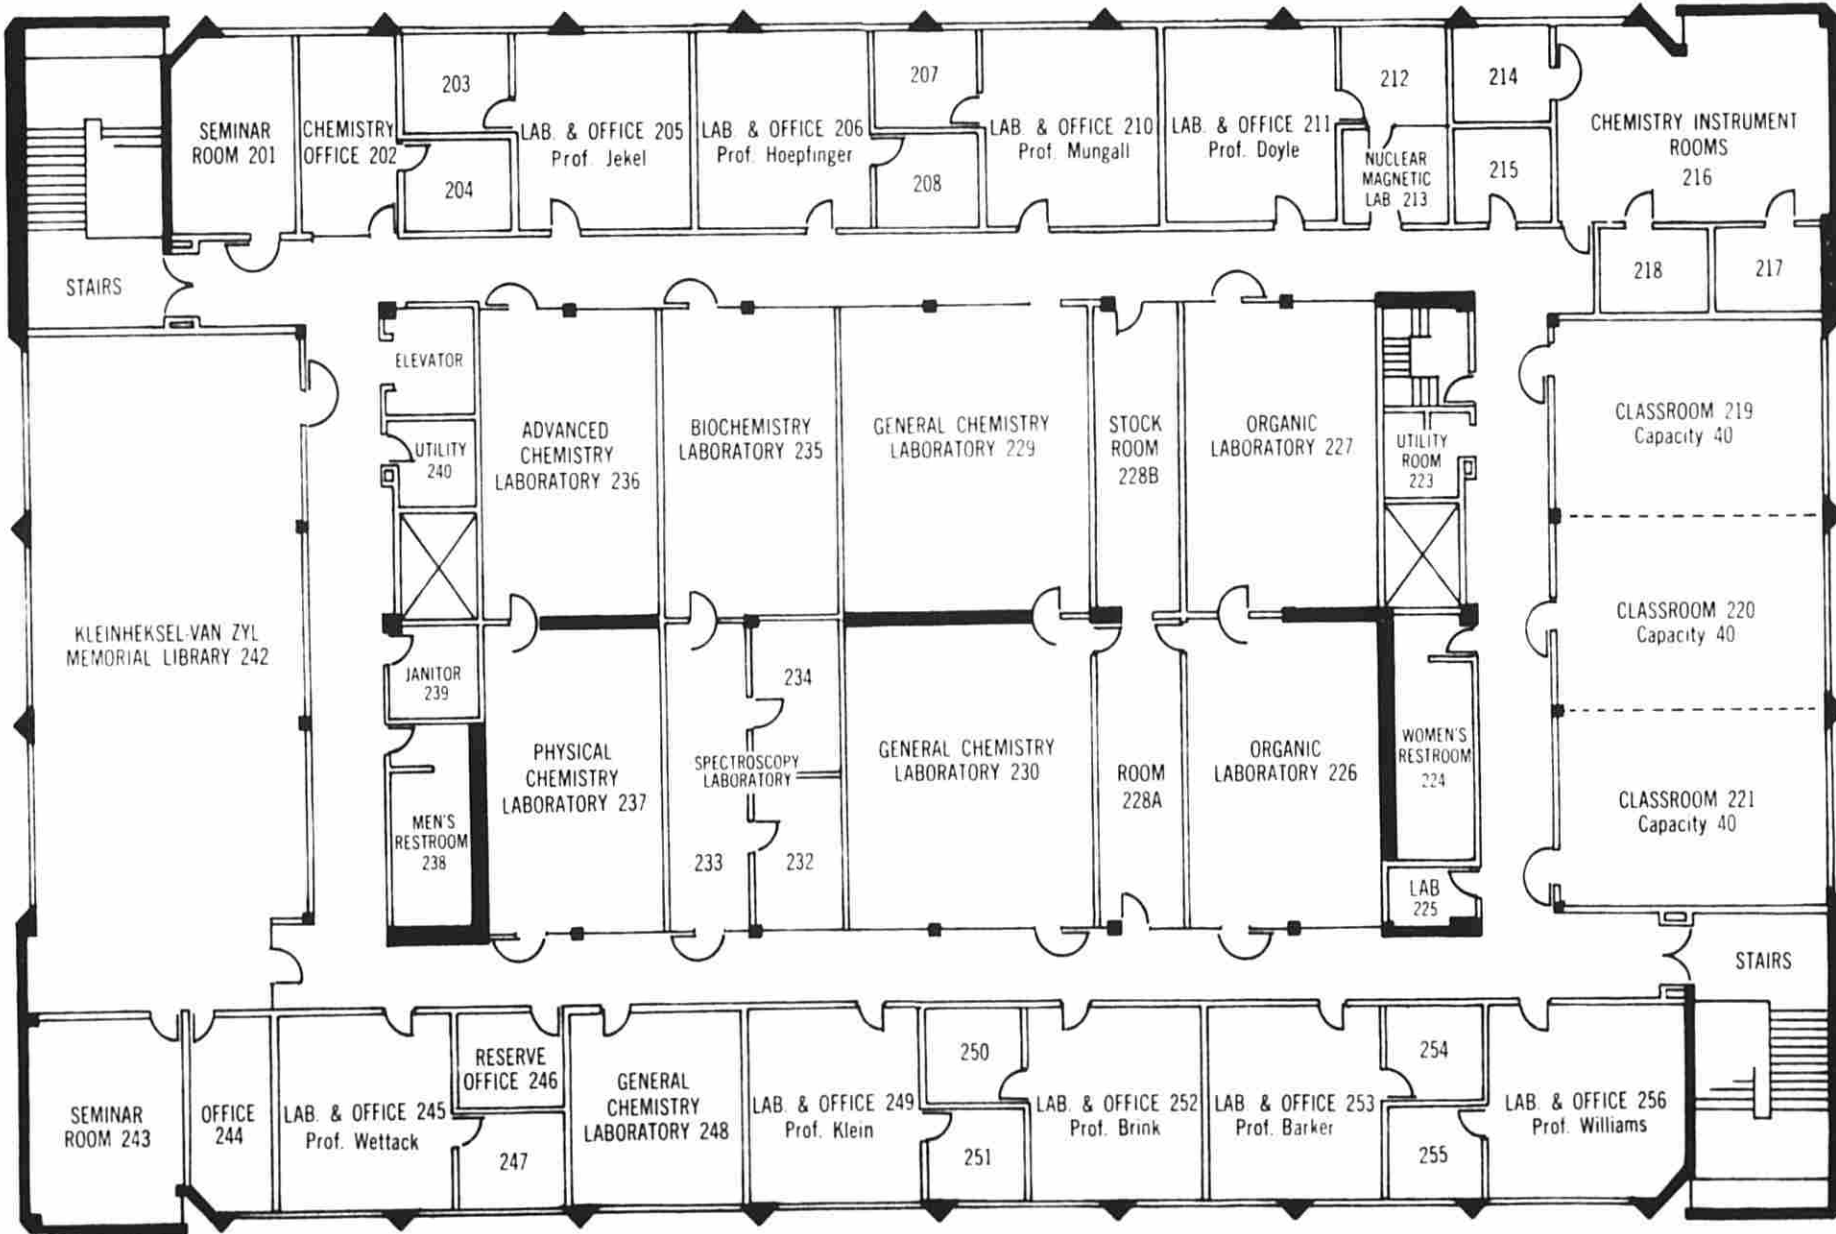 SEMINAR
ROOM 201
CHEMISTRY
OFFICE 202
203
204
LAB. & OFFICE 205
Prof. Jekel
LAB. & OFFICE 206
Prof. Hoepfinger
207
208
LAB. & OFFICE 210
Prof. Mungall
LAB. & OFFICE 211
Prof. Doyle
212
NUCLEAR
MAGNETIC
LAB 213
214
215
CHEMISTRY INSTRUMENT
ROOMS
216
STAIRS
218
217
ELEVATOR
UTILITY
240
ADVANCED
CHEMISTRY
LABORATORY 236
BIOCHEMISTRY
LABORATORY 235
GENERAL CHEMISTRY
LABORATORY 229
STOCK
ROOM
228B
ORGANIC
LABORATORY 227
UTILITY
ROOM
223
CLASSROOM 219
Capacity 40
KLEINHEKSEL-VAN ZYL
MEMORIAL LIBRARY 242
CLASSROOM 220
Capacity 40
JANITOR
239
MEN'S
RESTROOM
238
PHYSICAL
CHEMISTRY
LABORATORY 237
SPECTROSCOPY
LABORATORY
233
234
232
GENERAL CHEMISTRY
LABORATORY 230
ROOM
228A
ORGANIC
LABORATORY 226
WOMEN'S
RESTROOM
224
LAB
225
CLASSROOM 221
Capacity 40
STAIRS
SEMINAR
ROOM 243
OFFICE
244
LAB. & OFFICE 245
Prof. Wettack
RESERVE
OFFICE 246
247
GENERAL
CHEMISTRY
LABORATORY 248
LAB. & OFFICE 249
Prof. Klein
250
251
LAB. & OFFICE 252
Prof. Brink
LAB. & OFFICE 253
Prof. Barker
254
255
LAB. & OFFICE 256
Prof. Williams